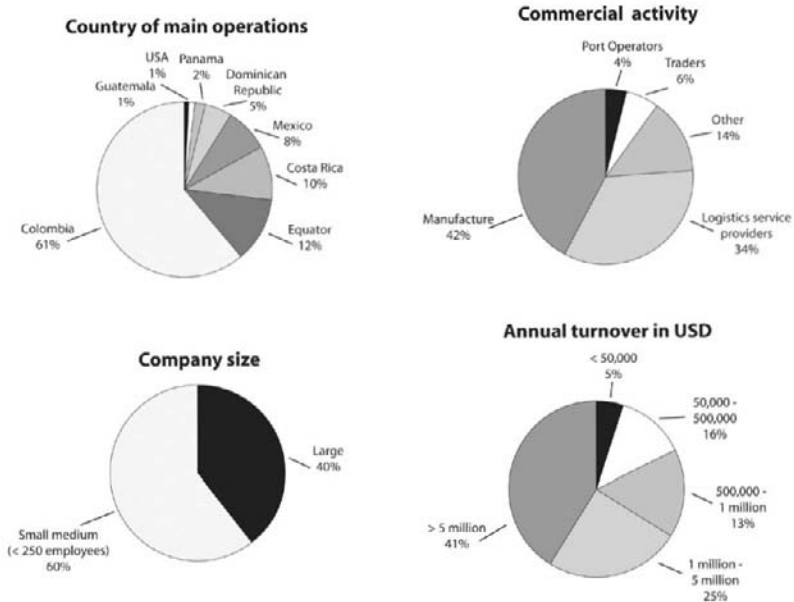 Country of main operations
USA
1%
Panama
2%
Dominican
Republic
5%
Guatemala
1%
Mexico
8%
Costa Rica
10%
Equator
12%
Colombia
61%
Commercial activity
Port Operators
4%
Traders
6%
Other
14%
Logistics service
providers
34%
Manufacture
42%
Company size
Large
40%
Small medium
(< 250 employees)
60%
Annual turnover in USD
< 50,000
5%
50,000 -
500,000
16%
500,000 -
1 million
13%
1 million -
5 million
25%
> 5 million
41%